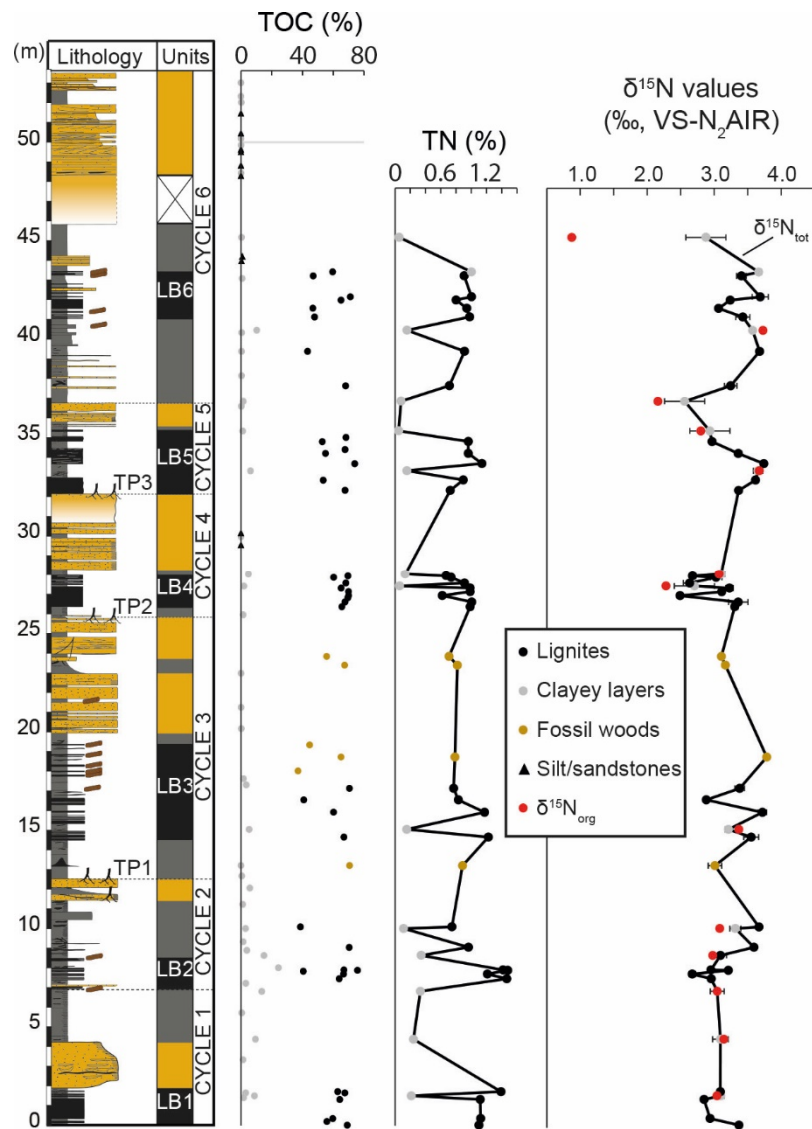 TOC (%)
(m) Lithology Units 0 40 80
δ¹⁵N values
(‰, VS-N₂AIR)
TN (%)
0 0.6 1.2
1.0 2.0 3.0 4.0
50
CYCLE 6
45
δ¹⁵Ntot
LB6
40
CYCLE 5
35
LB5
TP3
CYCLE 4
30
LB4
TP2
25
Lignites
Clayey layers
Fossil woods
Silt/sandstones
δ¹⁵Norg
CYCLE 3
20
LB3
15
TP1
CYCLE 2
10
LB2
CYCLE 1
5
LB1
0